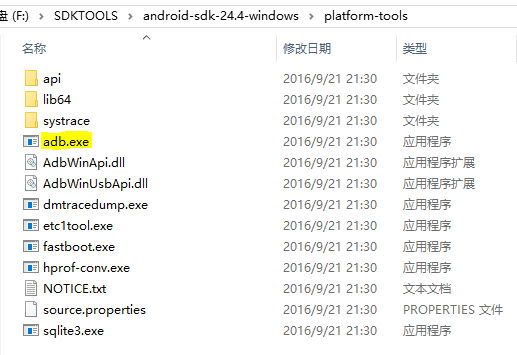 盘 (F:) > SDKTOOLS > android-sdk-24.4-windows > platform-tools
名称 修改日期 类型
api 2016/9/21 21:30 文件夹
lib64 2016/9/21 21:30 文件夹
systrace 2016/9/21 21:30 文件夹
adb.exe 2016/9/21 21:30 应用程序
AdbWinApi.dll 2016/9/21 21:30 应用程序扩展
AdbWinUsbApi.dll 2016/9/21 21:30 应用程序扩展
dmtracedump.exe 2016/9/21 21:30 应用程序
etc1tool.exe 2016/9/21 21:30 应用程序
fastboot.exe 2016/9/21 21:30 应用程序
hprof-conv.exe 2016/9/21 21:30 应用程序
NOTICE.txt 2016/9/21 21:30 文本文档
source.properties 2016/9/21 21:30 PROPERTIES 文件
sqlite3.exe 2016/9/21 21:30 应用程序